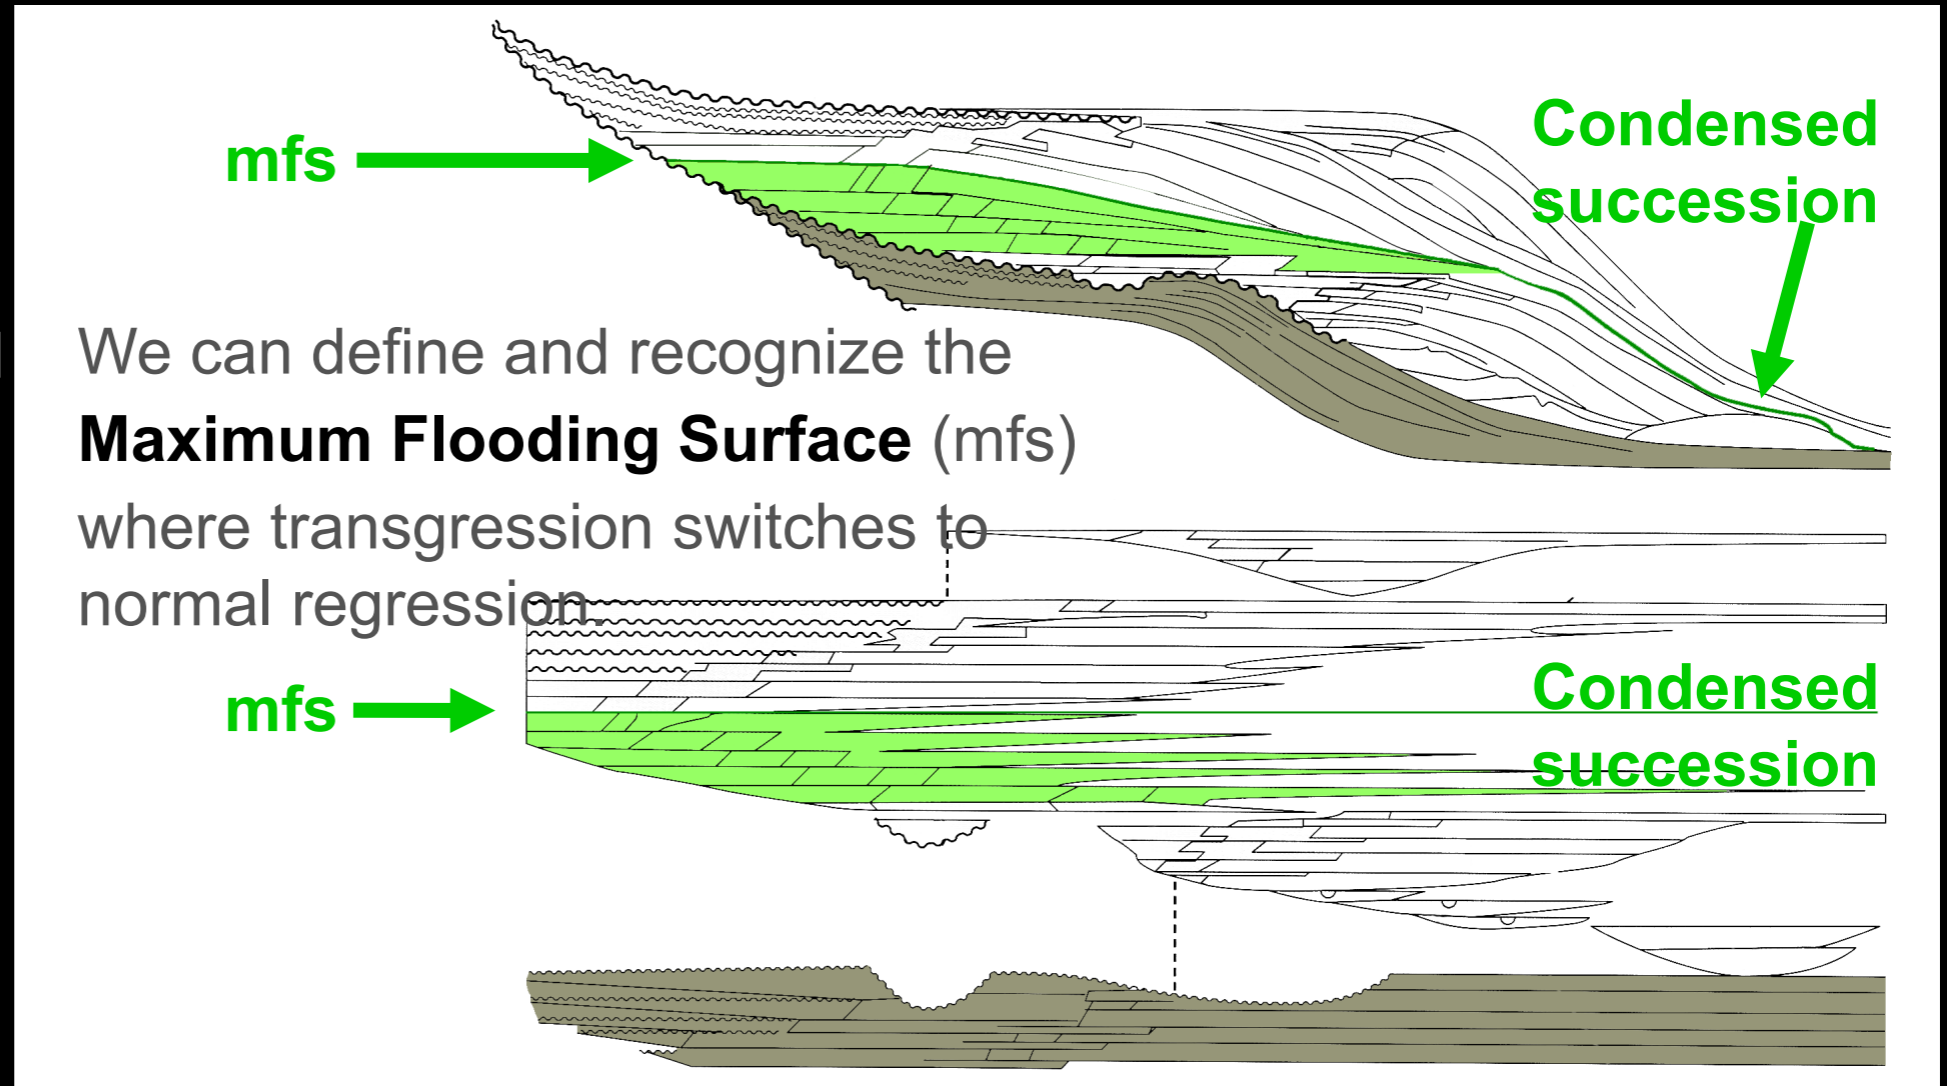 Condensed
succession
mfs
We can define and recognize the
Maximum Flooding Surface (mfs)
where transgression switches to
normal regression.
mfs
Condensed
succession